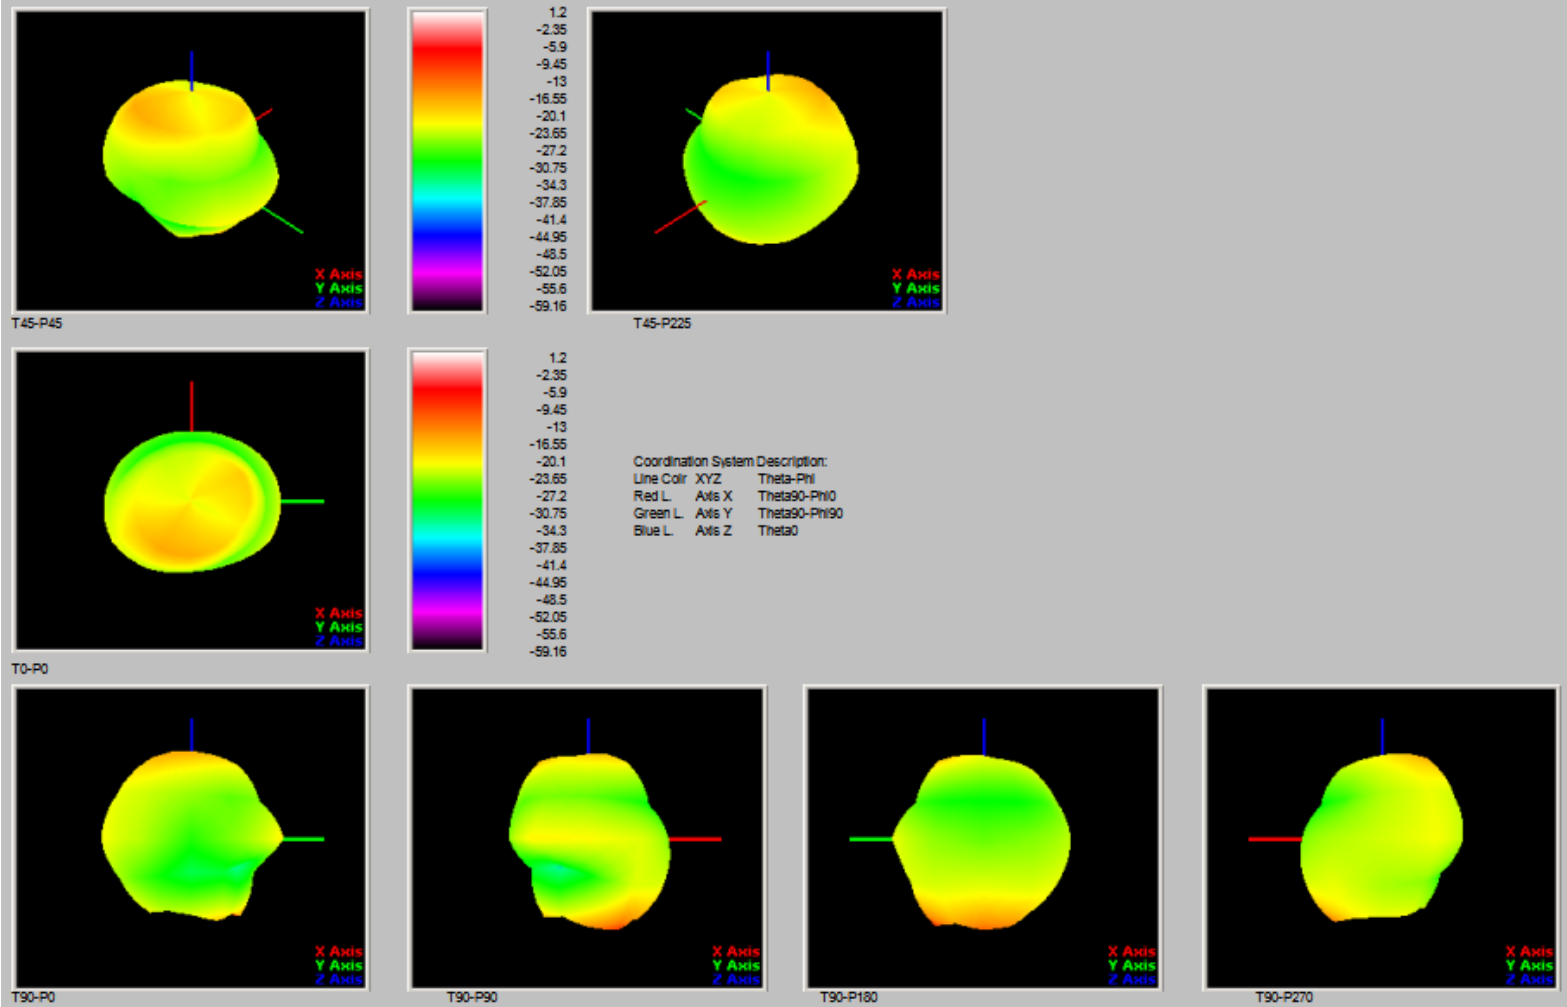 1.2
-2.35
-5.9
-9.45
-13
-16.55
-20.1
-23.65
-27.2
-30.75
-34.3
-37.85
-41.4
-44.95
-48.5
-52.05
-55.6
-59.16
X Axis
Y Axis
Z Axis
X Axis
Y Axis
Z Axis
T45-P45
T45-P225
1.2
-2.35
-5.9
-9.45
-13
-16.55
-20.1
-23.65
-27.2
-30.75
-34.3
-37.85
-41.4
-44.95
-48.5
-52.05
-55.6
-59.16
Coordination System Description:
Line Colr XYZ Theta-Phi
Red L. Axis X Theta90-Phi0
Green L. Axis Y Theta90-Phi90
Blue L. Axis Z Theta0
X Axis
Y Axis
Z Axis
T0-P0
X Axis
Y Axis
Z Axis
X Axis
Y Axis
Z Axis
X Axis
Y Axis
Z Axis
X Axis
Y Axis
Z Axis
T90-P0
T90-P90
T90-P180
T90-P270